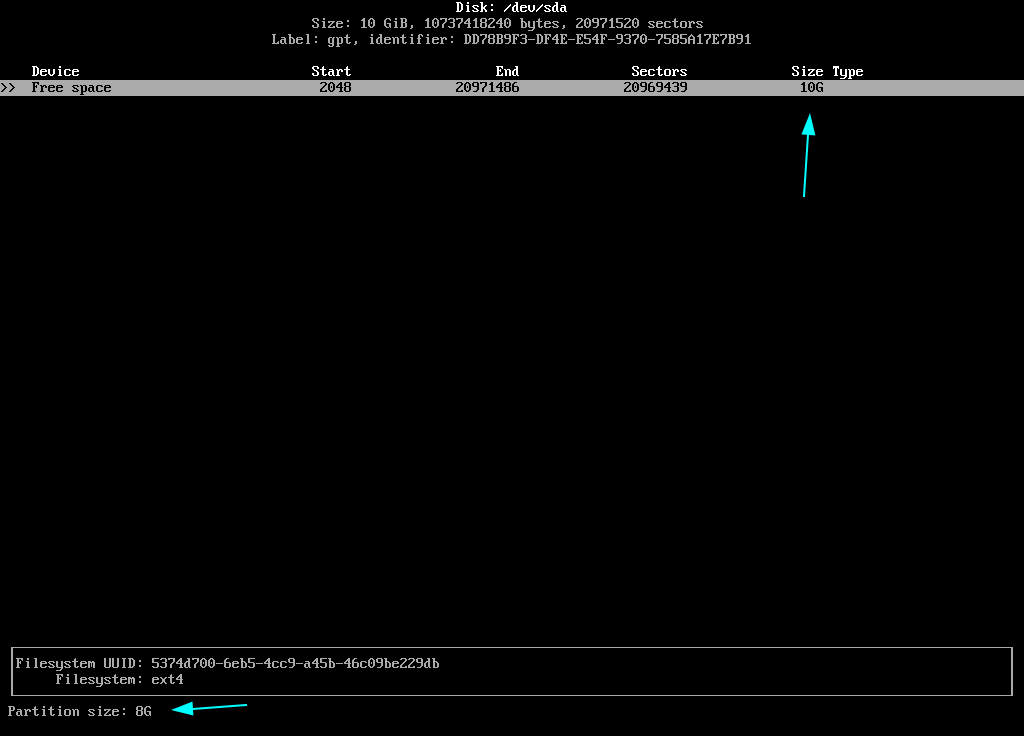 Disk: /dev/sda
Size: 10 GiB, 10737418240 bytes, 20971520 sectors
Label: gpt, identifier: DD78B9F3-DF4E-E54F-9370-7585A17E7B91
Device Start End Sectors Size Type
>> Free space 2048 20971486 20969439 10G
Filesystem UUID: 5374d700-6eb5-4cc9-a45b-46c09be229db
Filesystem: ext4
Partition size: 8G